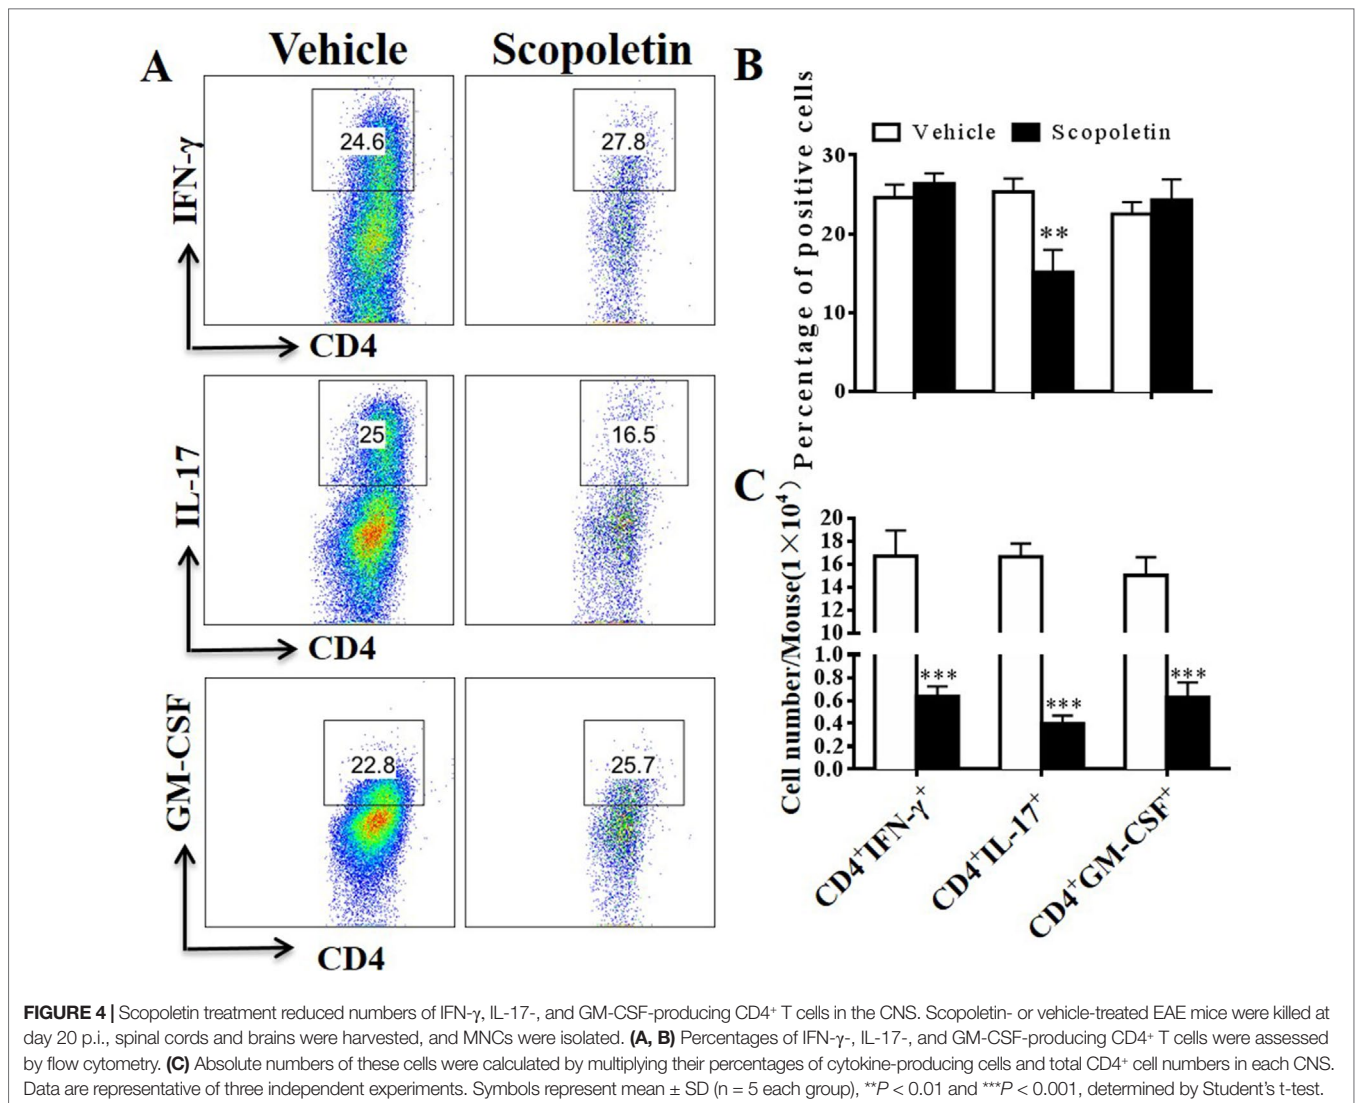 A
Vehicle
Scopoletin
IFN-γ
24.6
27.8
CD4
IL-17
25
16.5
CD4
GM-CSF
22.8
25.7
CD4
B
Vehicle
Scopoletin
Percentage of positive cells
30
20
10
0
C
Cell number/Mouse(1×10⁴)
20
18
16
14
12
10
1.0
0.8
0.6
0.4
0.2
0.0
**
***
***
***
CD4⁺IFN-γ⁺
CD4⁺IL-17⁺
CD4⁺GM-CSF⁺
FIGURE 4 | Scopoletin treatment reduced numbers of IFN-γ, IL-17-, and GM-CSF-producing CD4⁺ T cells in the CNS. Scopoletin- or vehicle-treated EAE mice were killed at
day 20 p.i., spinal cords and brains were harvested, and MNCs were isolated. (A, B) Percentages of IFN-γ-, IL-17-, and GM-CSF-producing CD4⁺ T cells were assessed
by flow cytometry. (C) Absolute numbers of these cells were calculated by multiplying their percentages of cytokine-producing cells and total CD4⁺ cell numbers in each CNS.
Data are representative of three independent experiments. Symbols represent mean ± SD (n = 5 each group), **P < 0.01 and ***P < 0.001, determined by Student's t-test.